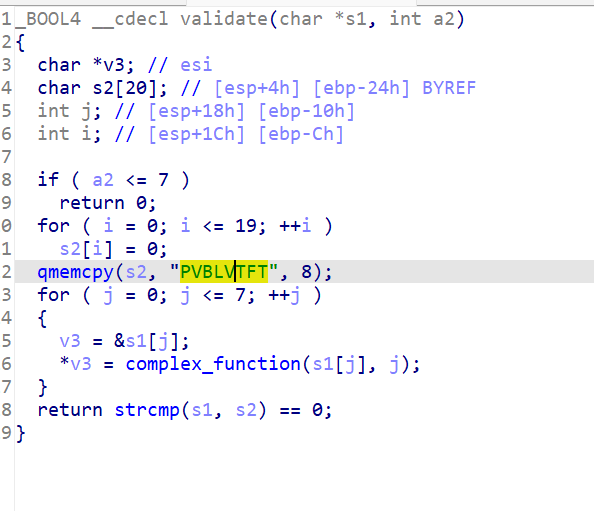 1 _BOOL4 __cdecl validate(char *s1, int a2)
2 {
3   char *v3; // esi
4   char s2[20]; // [esp+4h] [ebp-24h] BYREF
5   int j; // [esp+18h] [ebp-10h]
6   int i; // [esp+1Ch] [ebp-Ch]
7
8   if ( a2 <= 7 )
9     return 0;
0   for ( i = 0; i <= 19; ++i )
1     s2[i] = 0;
2   qmemcpy(s2, "PVBLVTFT", 8);
3   for ( j = 0; j <= 7; ++j )
4   {
5     v3 = &s1[j];
6     *v3 = complex_function(s1[j], j);
7   }
8   return strcmp(s1, s2) == 0;
9 }